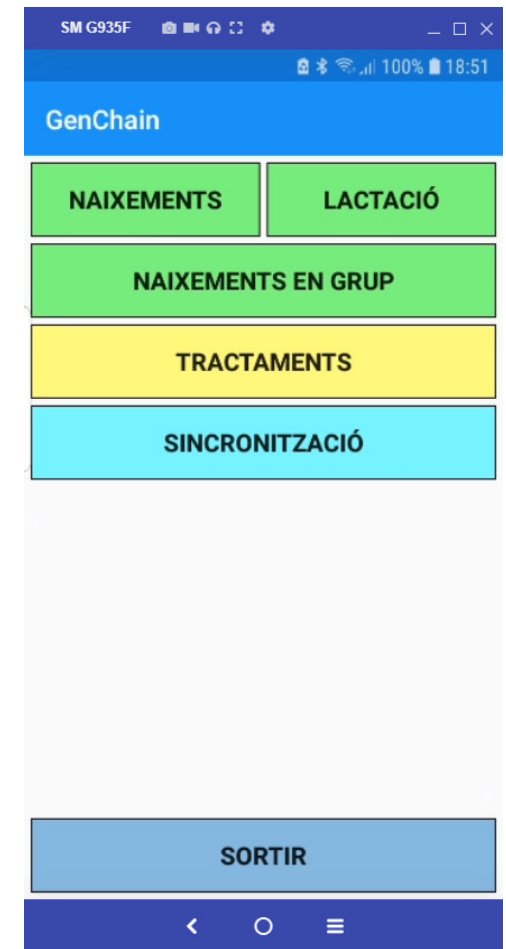 SM G935F
100% 18:51
GenChain
NAIXEMENTS LACTACIÓ
NAIXEMENTS EN GRUP
TRACTAMENTS
SINCRONITZACIÓ
SORTIR